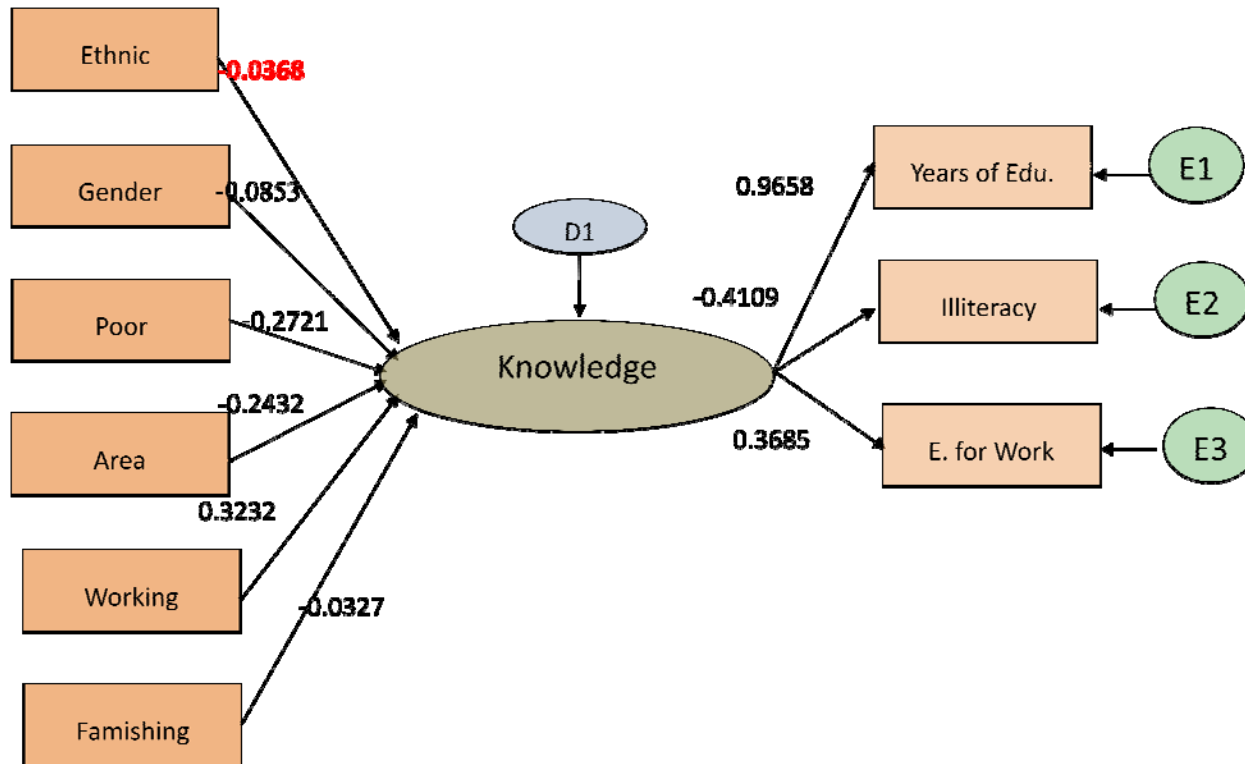 Ethnic
-0.0368
Gender
-0.0853
Poor
-0.2721
Area
-0.2432
Working
0.3232
Famishing
-0.0327
D1
Knowledge
0.9658
-0.4109
0.3685
Years of Edu.
E1
Illiteracy
E2
E. for Work
E3